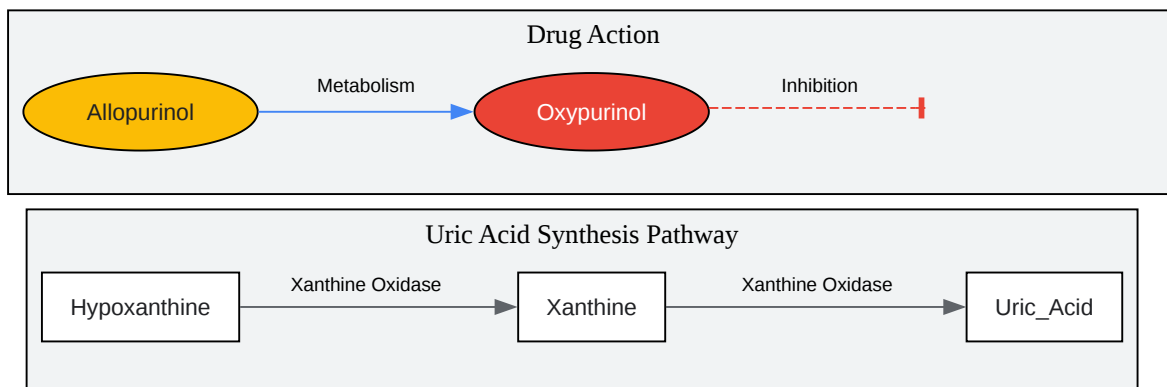 Drug Action
Metabolism
Inhibition
Allopurinol
Oxypurinol
Uric Acid Synthesis Pathway
Xanthine Oxidase
Xanthine Oxidase
Hypoxanthine
Xanthine
Uric_Acid